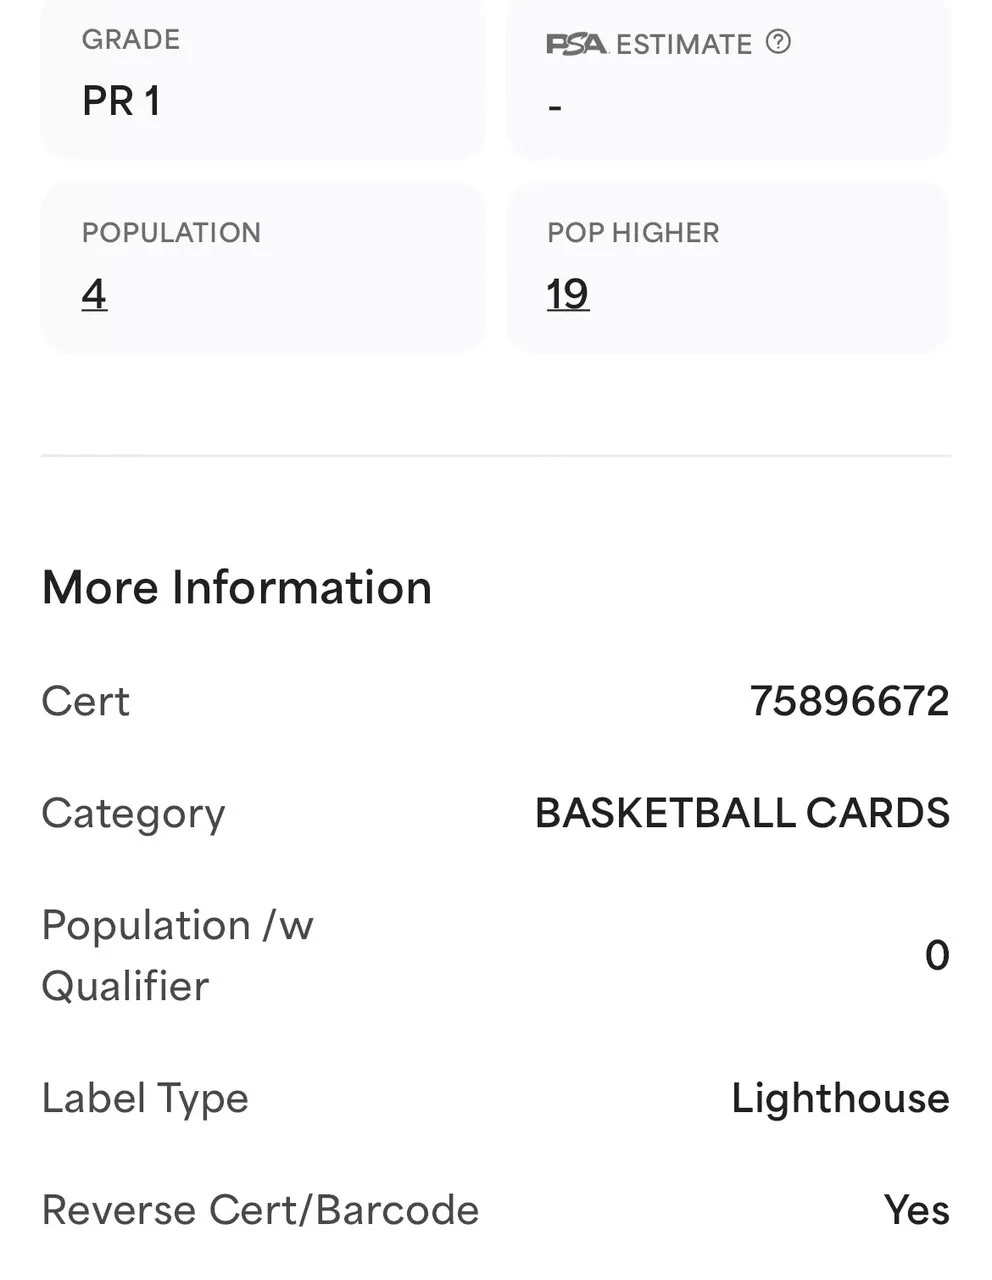 GRADE
PR 1
PSA ESTIMATE ?
-
POPULATION
4
POP HIGHER
19
More Information
Cert
75896672
Category
BASKETBALL CARDS
Population /w
Qualifier
0
Label Type
Lighthouse
Reverse Cert/Barcode
Yes